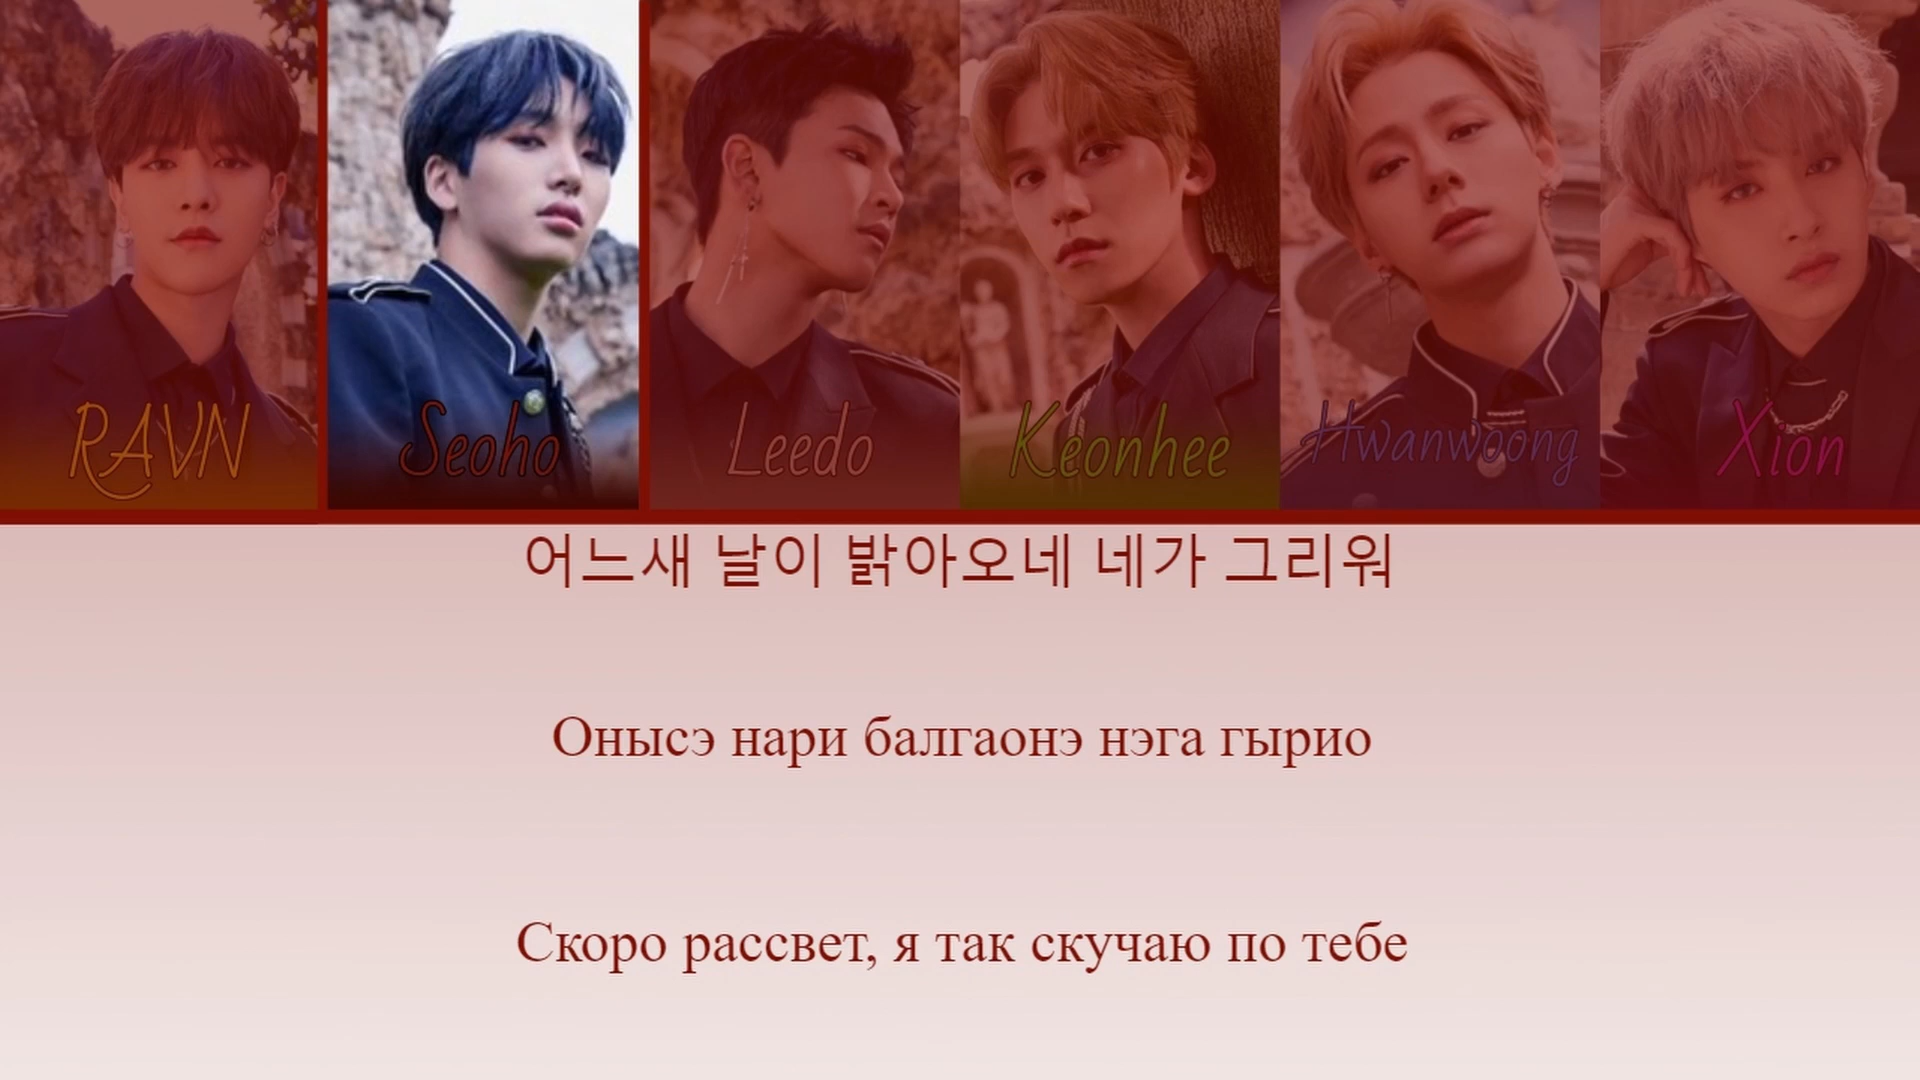 RAVN Seoho Leedo Keonhee Hwanwoong Xion
어느새 날이 밝아오네 네가 그리워
Онысэ нари балгаонэ нэга гырио
Скоро рассвет, я так скучаю по тебе